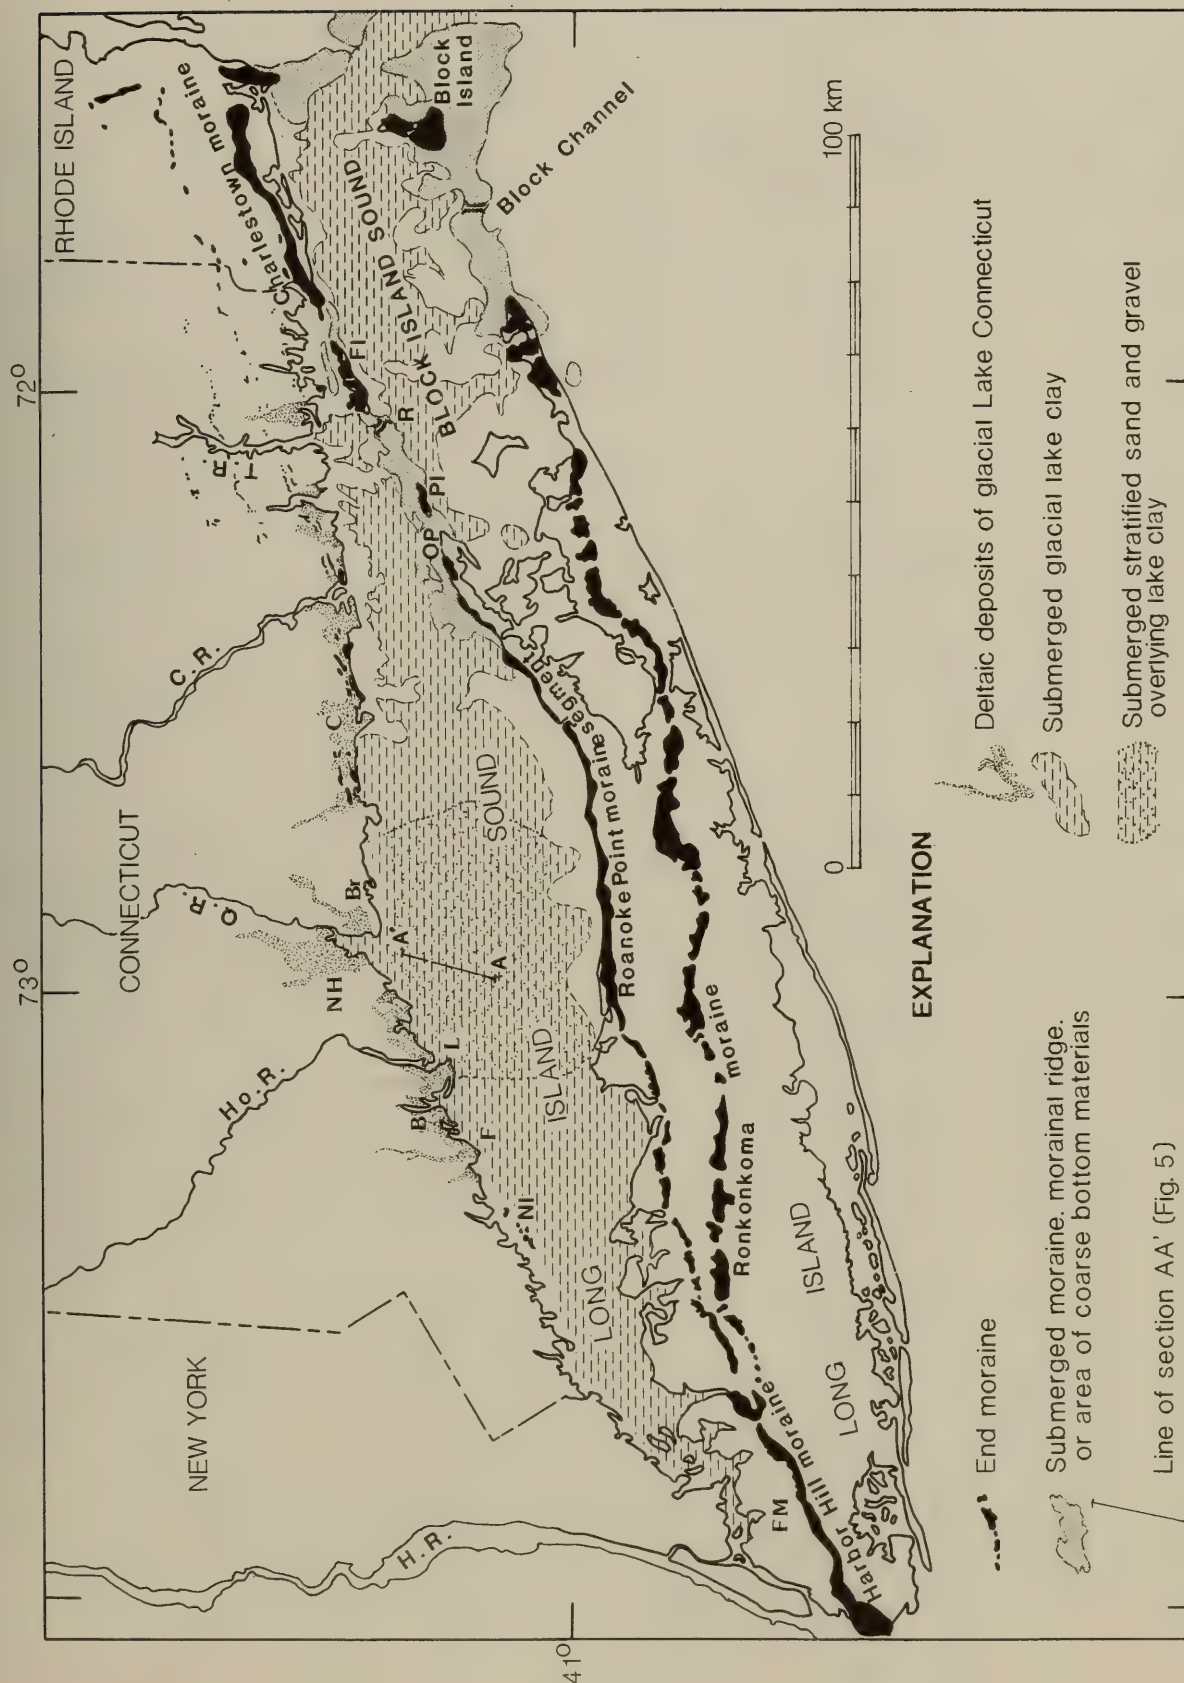 73°
72°
41°
NEW YORK
CONNECTICUT
RHODE ISLAND
H.R.
Ho.R.
Q.R.
C.R.
T.R.
NH
Br
C
B
L
F
NI
A'
A
FM
FI
R
PI
OP
Charlestown moraine
BLOCK ISLAND SOUND
Block
Island
Block Channel
LONG ISLAND SOUND
Roanoke Point moraine segment
Ronkonkoma moraine
Harbor Hill moraine
LONG ISLAND
0
100 km
EXPLANATION
End moraine
Submerged moraine, morainal ridge.
or area of coarse bottom materials
Line of section AA' (Fig. 5)
Deltaic deposits of glacial Lake Connecticut
Submerged glacial lake clay
Submerged stratified sand and gravel
overlying lake clay